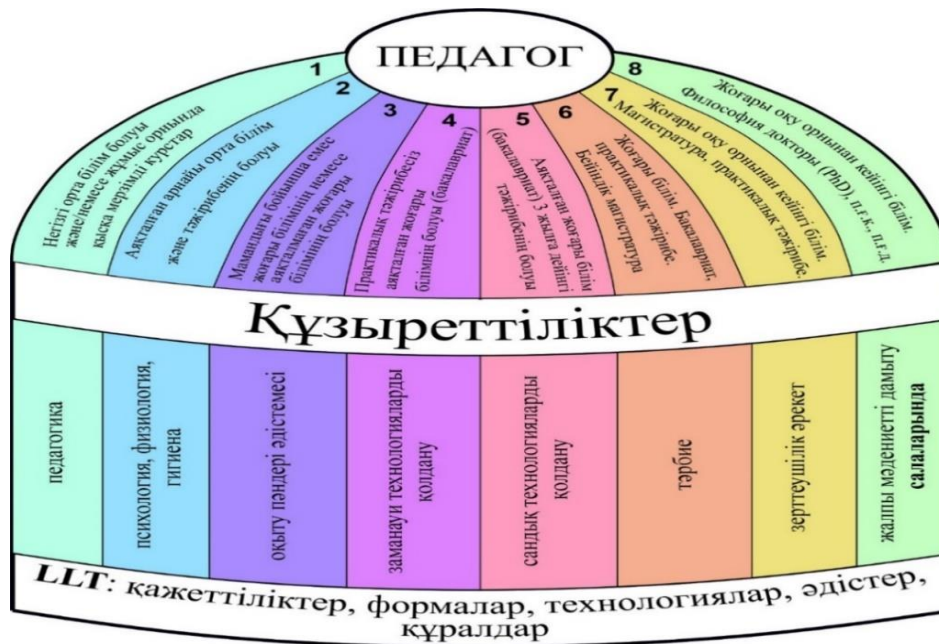 ПЕДАГОГ
1
Негізгі орта білім болуы
және/немесе жұмыс орнында
қысқа мерзімді курстар
2
Аяқталған арнайы орта білім
және тәжірибенің болуы
3
Мамандығы бойынша емес
жоғары білімінің немесе
аяқталмаған жоғары
білімнің болуы
4
Практикалық тәжірибесіз
аяқталған жоғары
білімнің болуы (бакалавриат)
5
Аяқталған жоғары білім
(бакалавриат) 3 жылға дейінгі
тәжірибенің болуы
6
Жоғары білім. Бакалавриат,
практикалық тәжірибе.
Бейіндік магистратура
7
Жоғары оқу орнынан кейінгі білім.
Магистратура, практикалық тәжірибе.
8
Жоғары оқу орнынан кейінгі білім.
Философия докторы (PhD), п.ғ.к., п.ғ.д.
Құзыреттіліктер
педагогика
психология, физиология,
гигиена
оқыту пәндері әдістемесі
заманауи технологияларды
қолдану
сандық технологияларды
қолдану
тәрбие
зерттеушілік әрекет
жалпы мәдениетті дамыту
салаларында
LLT: қажеттіліктер, формалар, технологиялар, әдістер,
құралдар